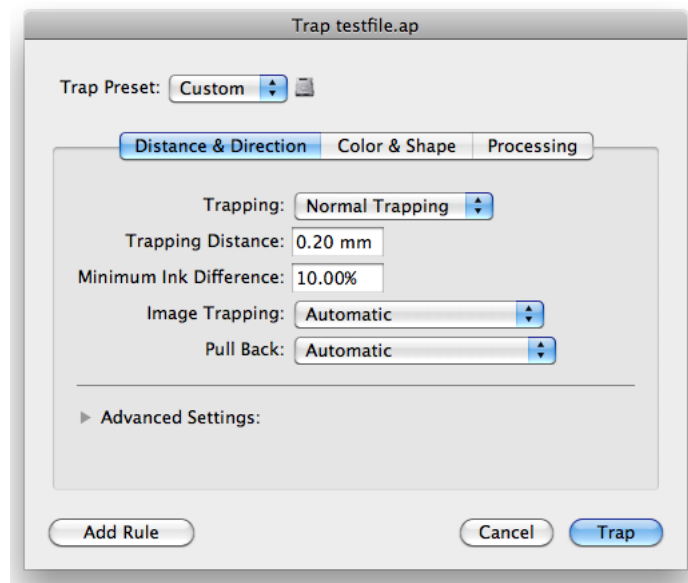 Trap testfile.ap
Trap Preset: Custom
Distance & Direction Color & Shape Processing
Trapping: Normal Trapping
Trapping Distance: 0.20 mm
Minimum Ink Difference: 10.00%
Image Trapping: Automatic
Pull Back: Automatic
Advanced Settings:
Add Rule Cancel Trap